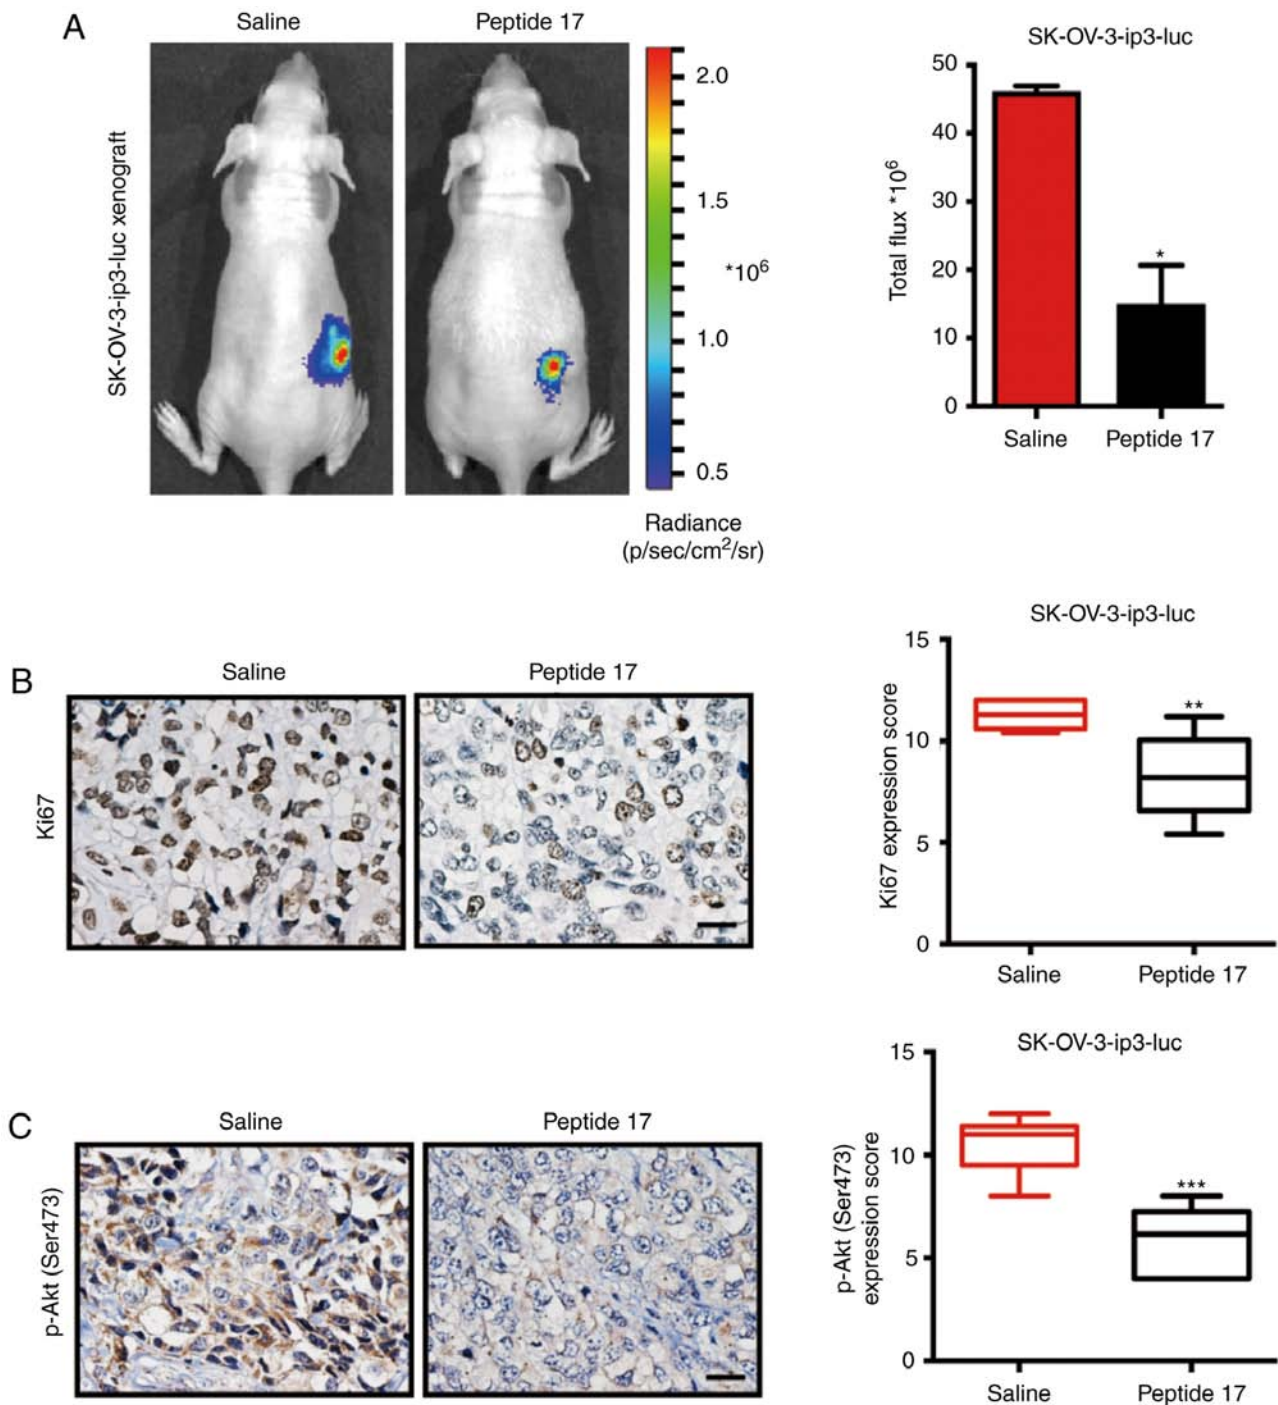 A
Saline
Peptide 17
SK-OV-3-ip3-luc xenograft
2.0
1.5
*10⁶
1.0
0.5
Radiance
(p/sec/cm²/sr)
SK-OV-3-ip3-luc
Total flux *10⁶
50
40
30
20
10
0
*
Saline
Peptide 17
B
Saline
Peptide 17
Ki67
SK-OV-3-ip3-luc
Ki67 expression score
15
10
5
0
**
Saline
Peptide 17
C
Saline
Peptide 17
p-Akt (Ser473)
SK-OV-3-ip3-luc
p-Akt (Ser473)
expression score
15
10
5
0
***
Saline
Peptide 17